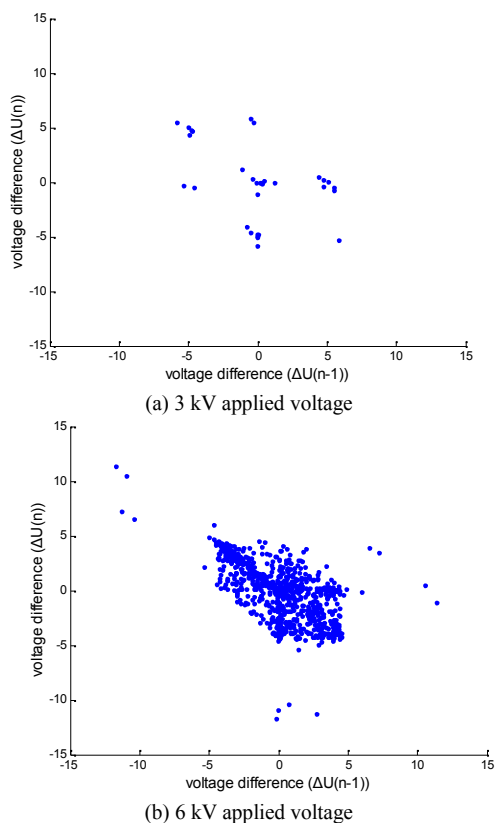 15
10
5
0
-5
-10
-15
voltage difference (ΔU(n))
-15 -10 -5 0 5 10 15
voltage difference (ΔU(n-1))
(a) 3 kV applied voltage
15
10
5
0
-5
-10
-15
voltage difference (ΔU(n))
-15 -10 -5 0 5 10 15
voltage difference (ΔU(n-1))
(b) 6 kV applied voltage